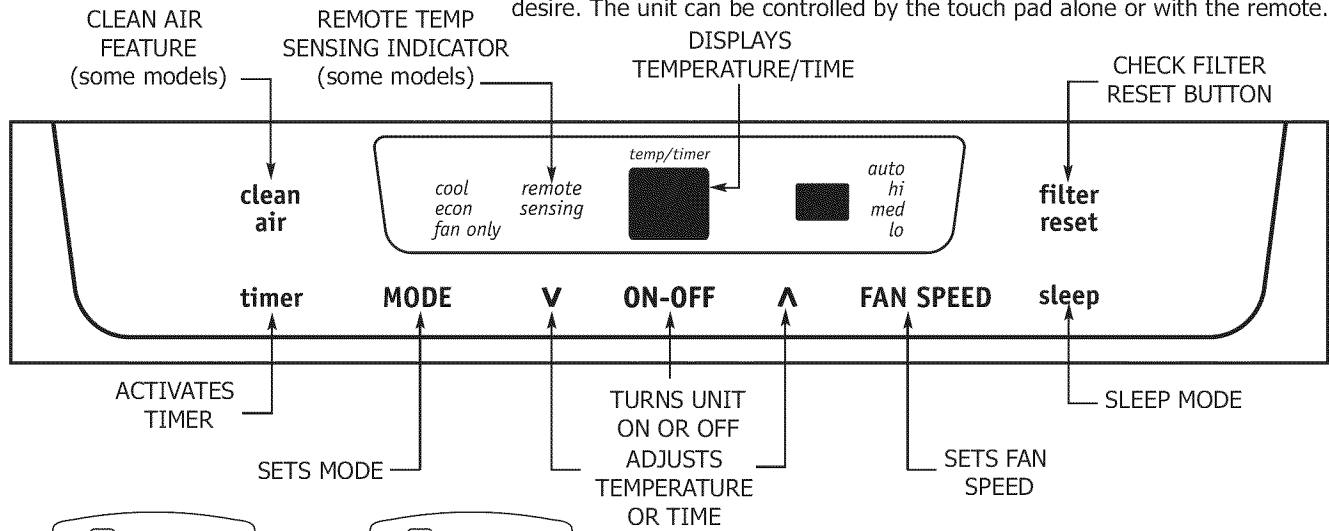 desire. The unit can be controlled by the touch pad alone or with the remote.
CLEAN AIR
FEATURE
(some models)
REMOTE TEMP
SENSING INDICATOR
(some models)
DISPLAYS
TEMPERATURE/TIME
CHECK FILTER
RESET BUTTON
clean
air
cool
econ
fan only
remote
sensing
temp/timer
auto
hi
med
lo
filter
reset
timer
MODE
V
ON-OFF
Λ
FAN SPEED
sleep
ACTIVATES
TIMER
SETS MODE
TURNS UNIT
ON OR OFF
ADJUSTS
TEMPERATURE
OR TIME
SETS FAN
SPEED
SLEEP MODE